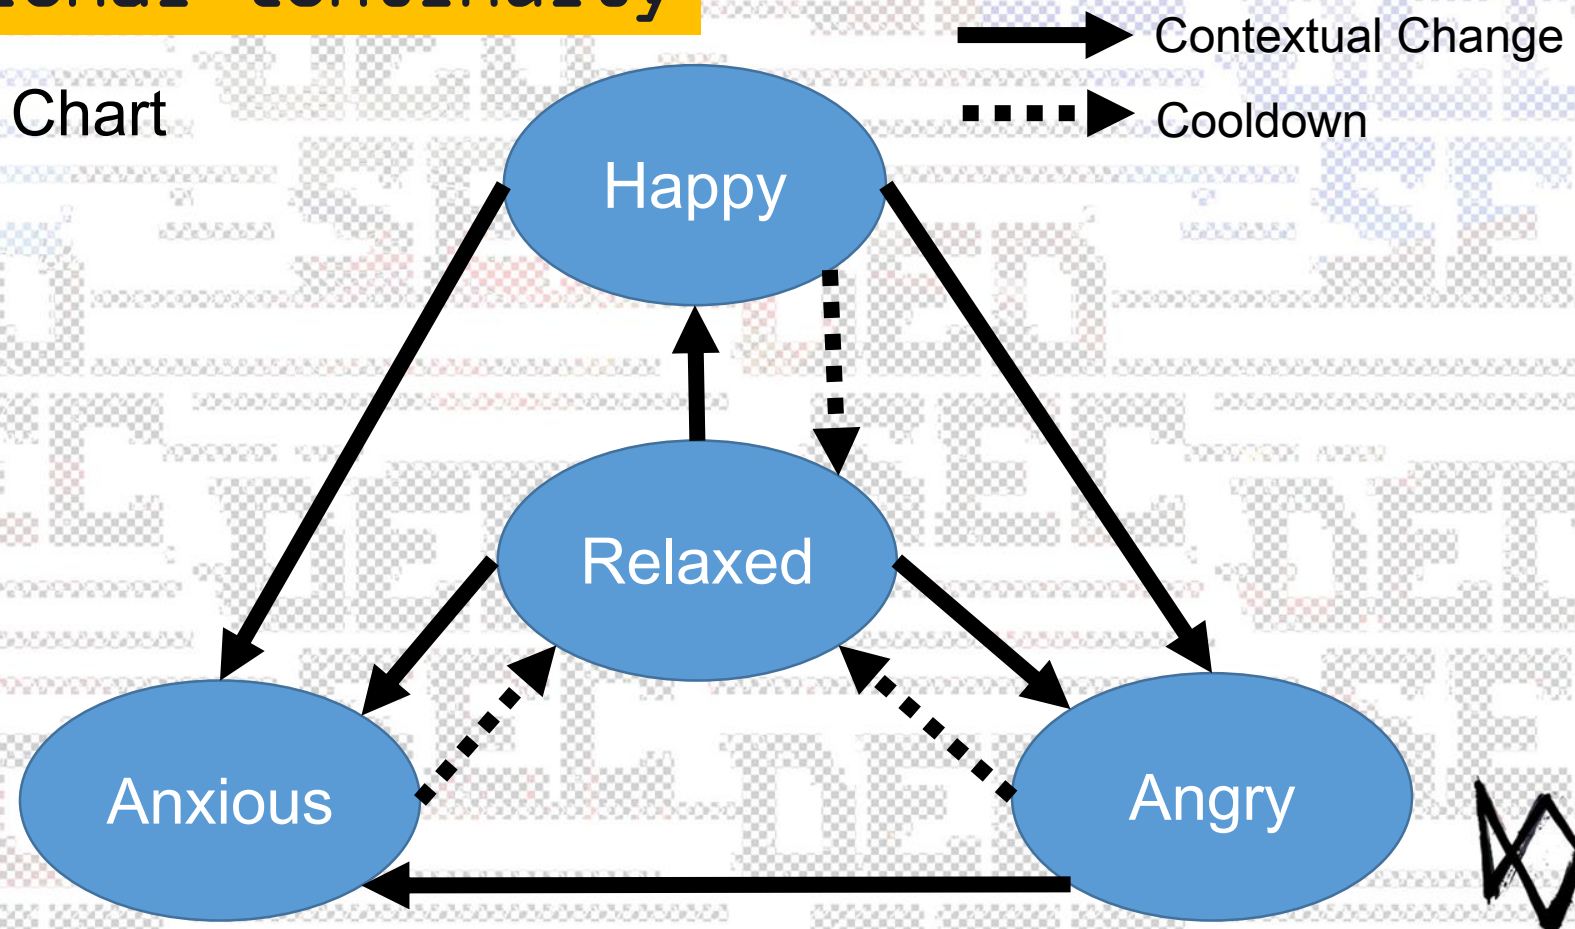 Contextual Change
Chart
Cooldown
Happy
Relaxed
Anxious
Angry